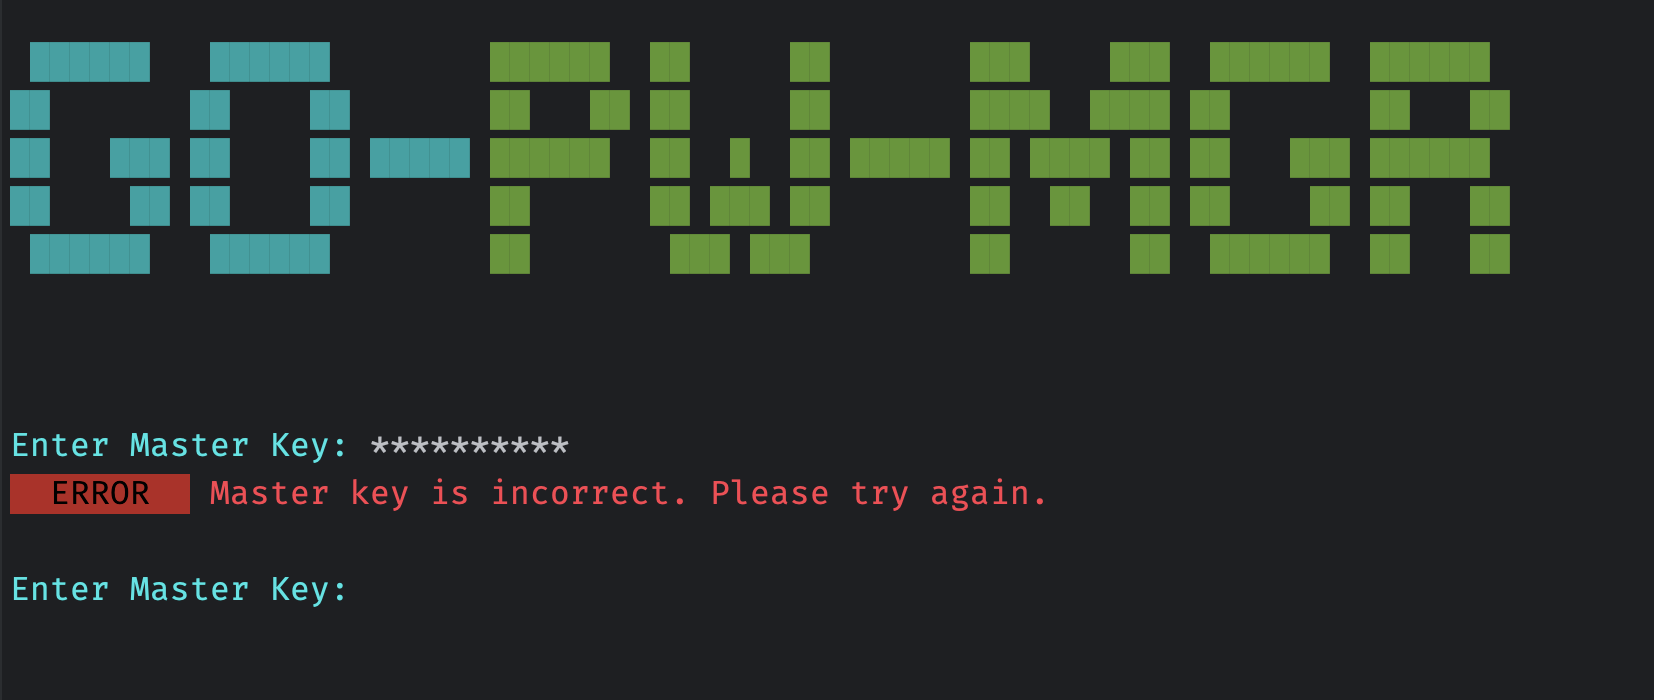 GO-PW-MGR
Enter Master Key: **********
ERROR Master key is incorrect. Please try again.
Enter Master Key: